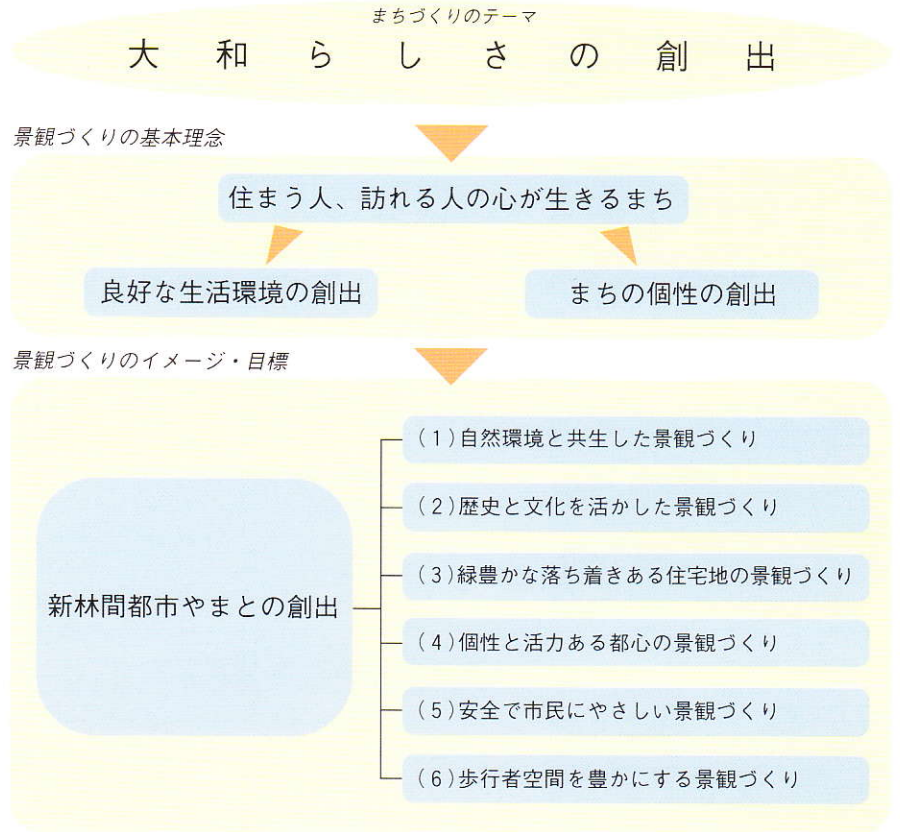 まちづくりのテーマ
大和らしさの創出
景観づくりの基本理念
住まう人、訪れる人の心が生きるまち
良好な生活環境の創出
まちの個性の創出
景観づくりのイメージ・目標
新林間都市やまとの創出
(1)自然環境と共生した景観づくり
(2)歴史と文化を活かした景観づくり
(3)緑豊かな落ち着きある住宅地の景観づくり
(4)個性と活力ある都心の景観づくり
(5)安全で市民にやさしい景観づくり
(6)歩行者空間を豊かにする景観づくり